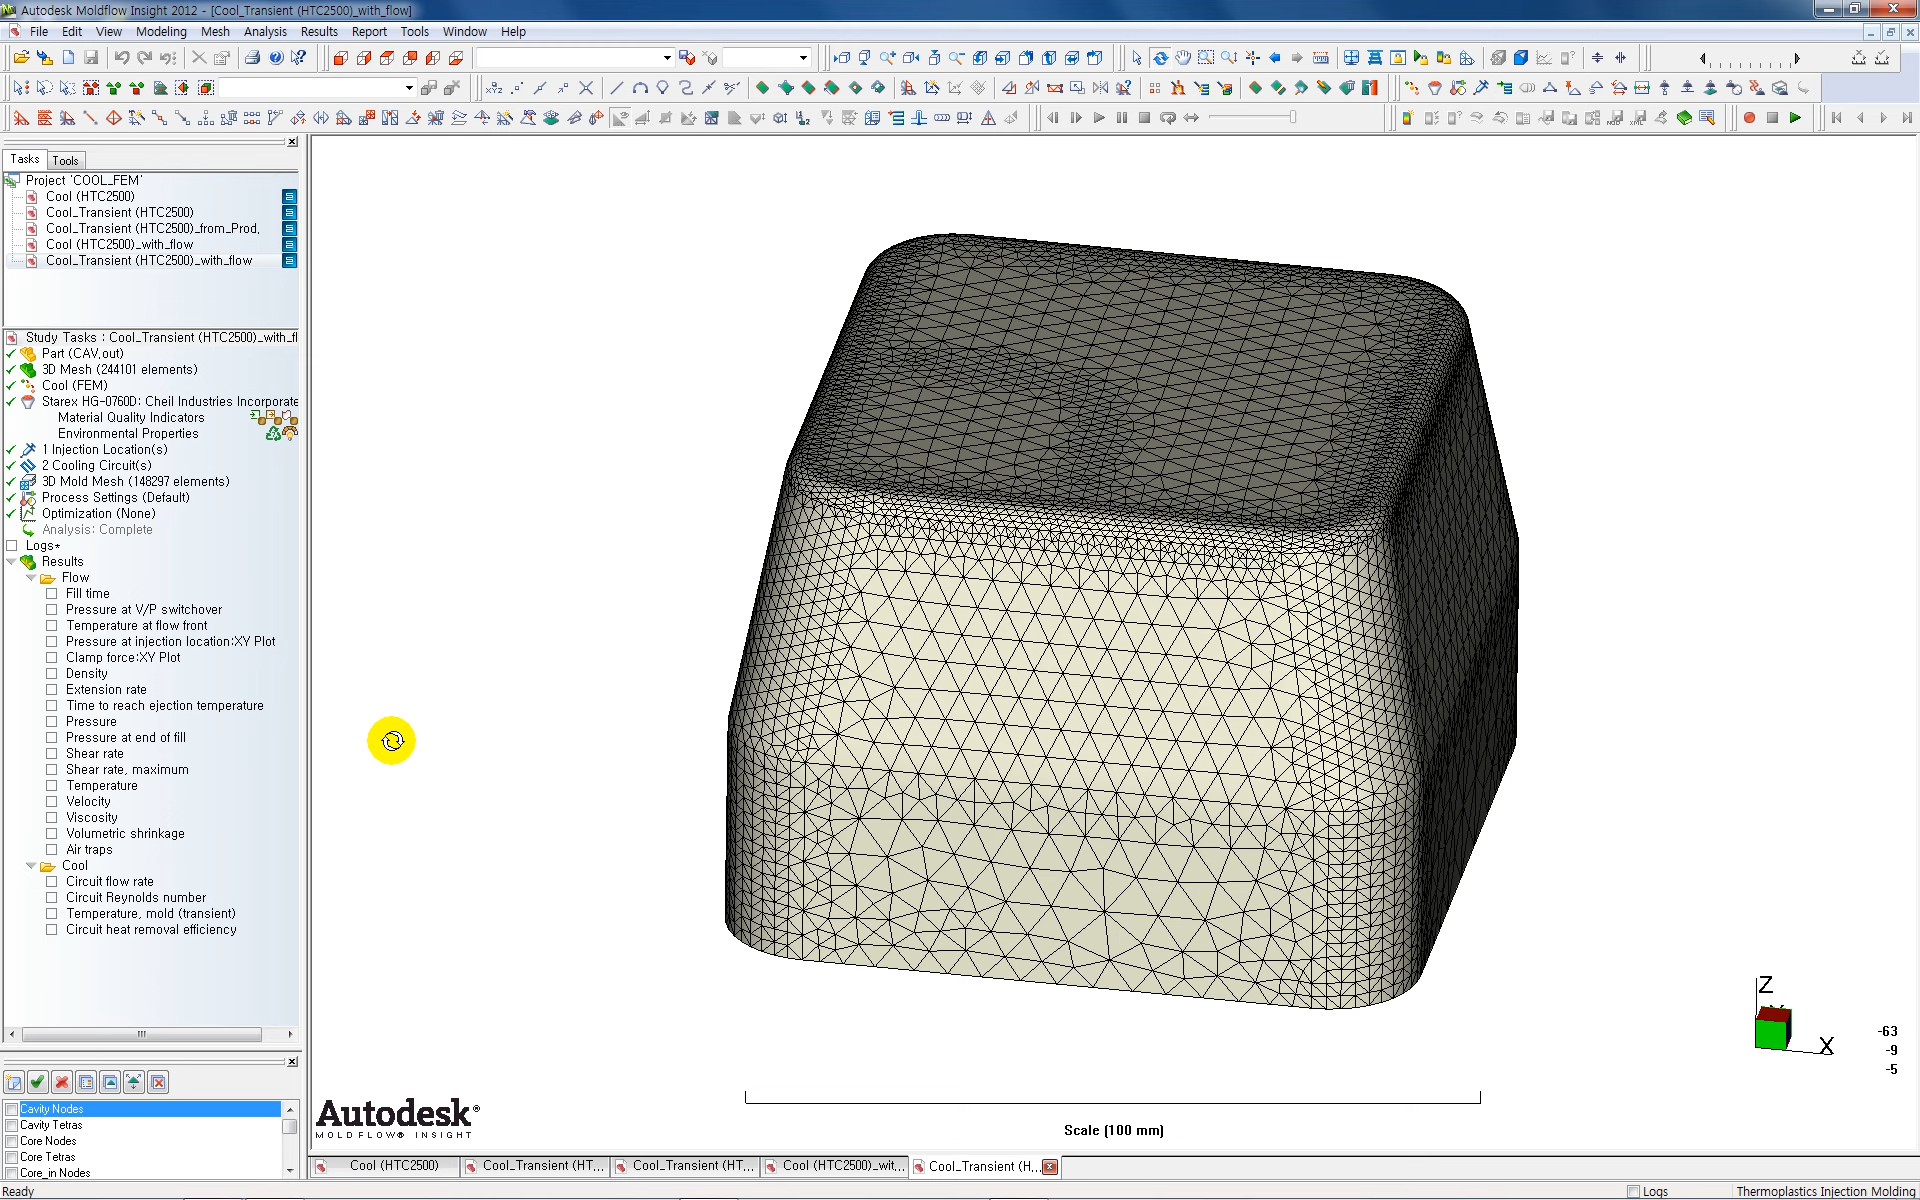 Autodesk Moldflow Insight 2012 - [Cool_Transient (HTC2500)_with_flow]
File Edit View Modeling Mesh Analysis Results Report Tools Window Help
Tasks Tools
Project 'COOL_FEM'
Cool (HTC2500)
Cool_Transient (HTC2500)
Cool_Transient (HTC2500)_from_Prod,
Cool (HTC2500)_with_flow
Cool_Transient (HTC2500)_with_flow
Study Tasks : Cool_Transient (HTC2500)_with_fl
Part (CAV,out)
3D Mesh (244101 elements)
Cool (FEM)
Starex HG-0760D: Cheil Industries Incorporate
Material Quality Indicators
Environmental Properties
1 Injection Location(s)
2 Cooling Circuit(s)
3D Mold Mesh (148297 elements)
Process Settings (Default)
Optimization (None)
Analysis: Complete
Logs*
Results
Flow
Fill time
Pressure at V/P switchover
Temperature at flow front
Pressure at injection location:XY Plot
Clamp force:XY Plot
Density
Extension rate
Time to reach ejection temperature
Pressure
Pressure at end of fill
Shear rate
Shear rate, maximum
Temperature
Velocity
Viscosity
Volumetric shrinkage
Air traps
Cool
Circuit flow rate
Circuit Reynolds number
Temperature, mold (transient)
Circuit heat removal efficiency
Cavity Nodes
Cavity Tetras
Core Nodes
Core Tetras
Core_in Nodes
Z
X
-63
-9
-5
Autodesk®
MOLDFLOW® INSIGHT
Scale (100 mm)
Cool (HTC2500) Cool_Transient (HT,,, Cool_Transient (HT,,, Cool (HTC2500)_wit,,, Cool_Transient (H,,,
Ready Logs Thermoplastics Injection Molding